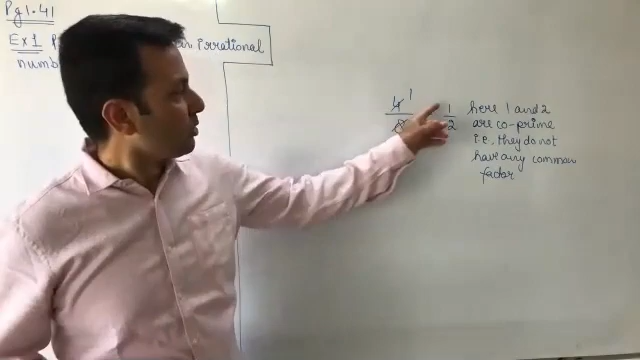 Pg 1.41
Ex 1 P an irrational
numb
4 1
8
1
2
here 1 and 2
are co-prime
i.e., they do not
have any common
factor